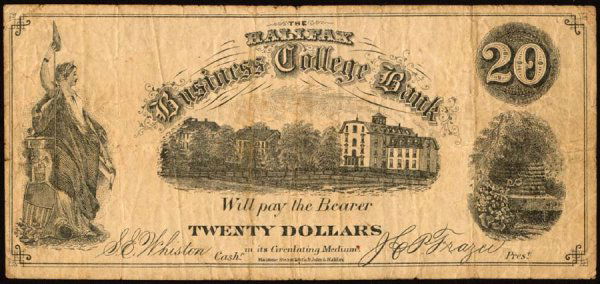 THE
HALIFAX
Business College Bank
20
Will pay the Bearer
TWENTY DOLLARS
in its Circulating Medium.
S. E. Whiston Cash.r
J. C. P. Frazee Prest.